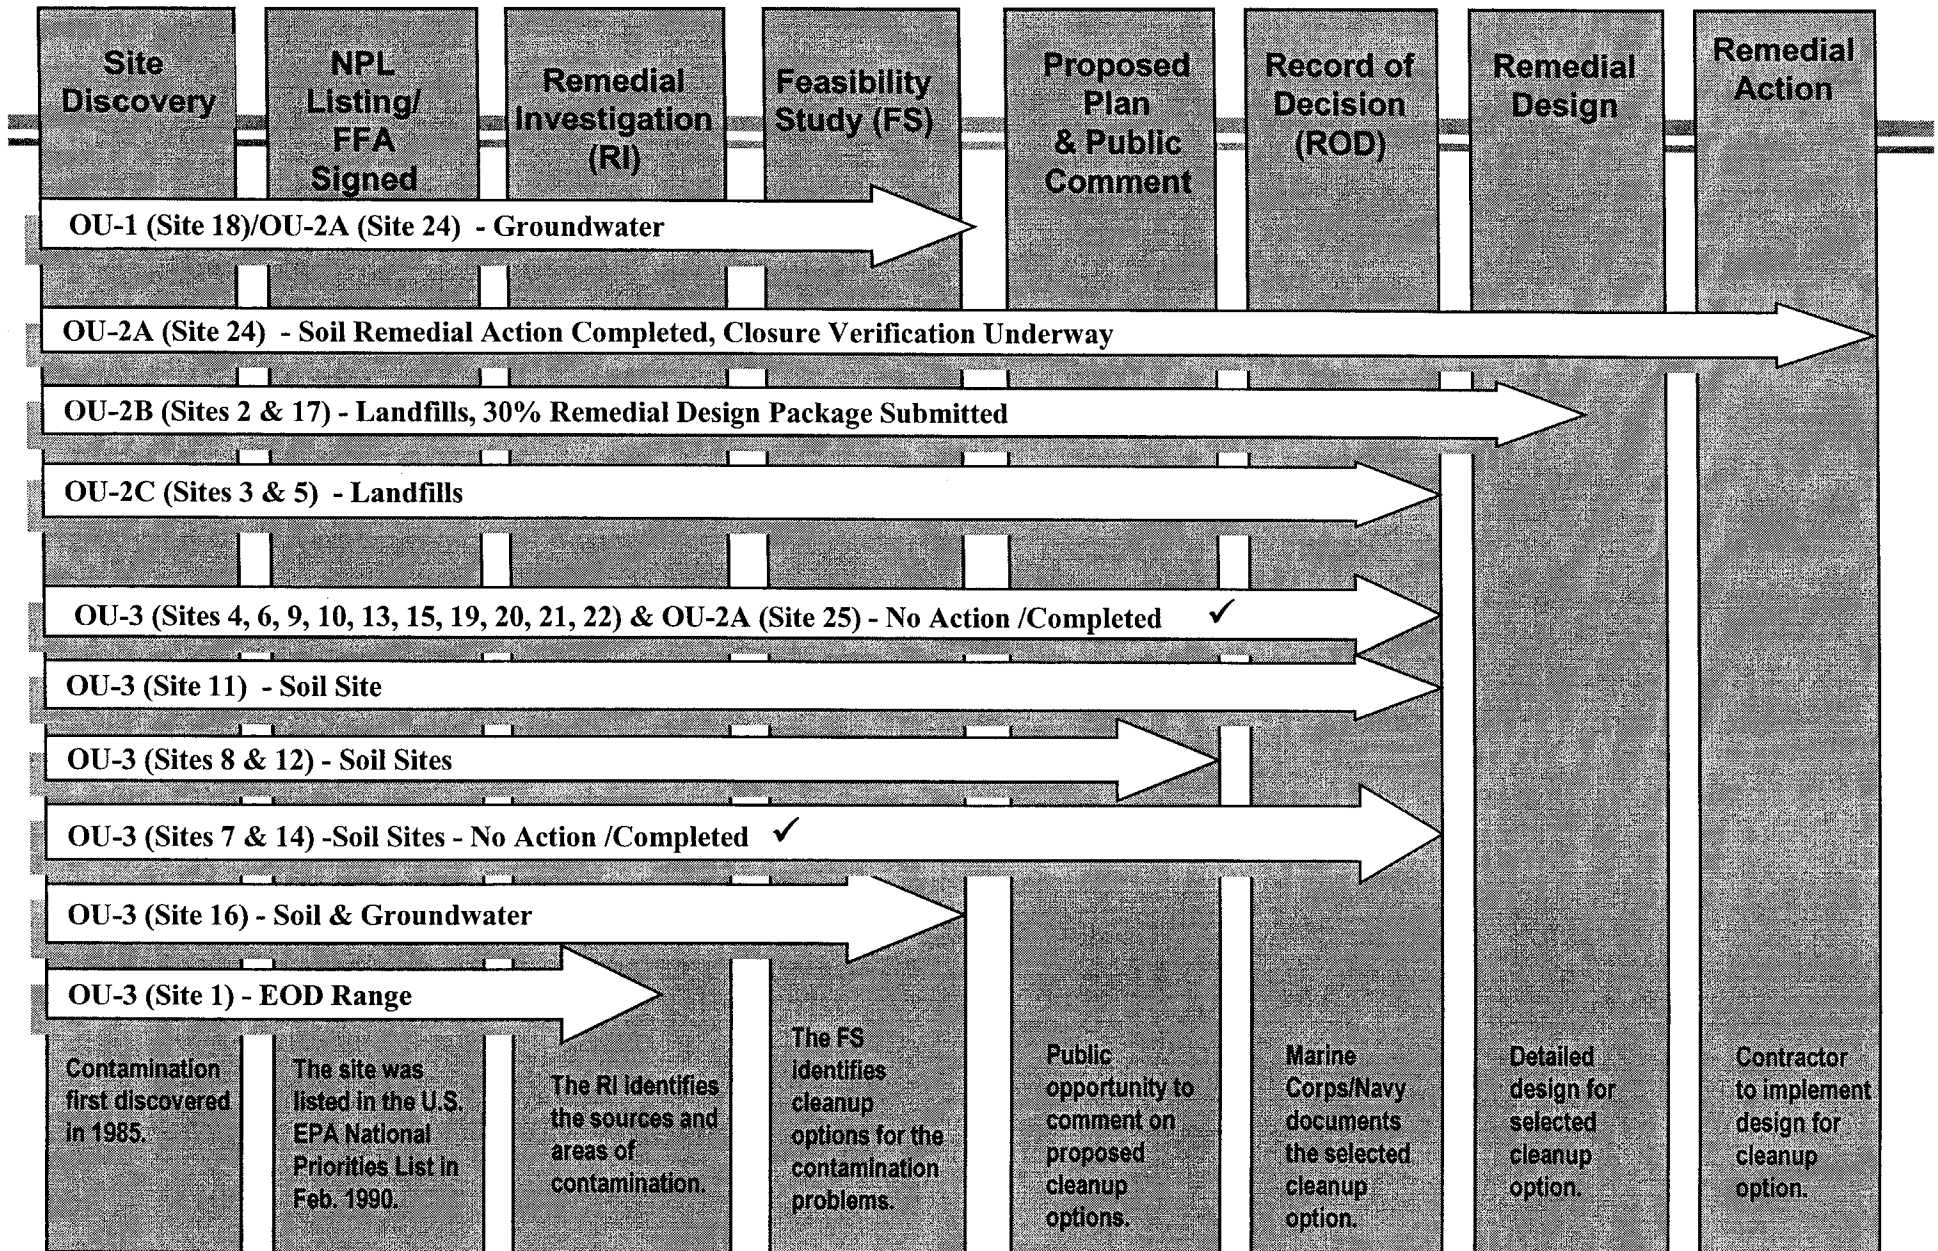 Site
Discovery
NPL
Listing/
FFA
Signed
Remedial
Investigation
(RI)
Feasibility
Study (FS)
Proposed
Plan
& Public
Comment
Record of
Decision
(ROD)
Remedial
Design
Remedial
Action
OU-1 (Site 18)/OU-2A (Site 24) - Groundwater
OU-2A (Site 24) - Soil Remedial Action Completed, Closure Verification Underway
OU-2B (Sites 2 & 17) - Landfills, 30% Remedial Design Package Submitted
OU-2C (Sites 3 & 5) - Landfills
OU-3 (Sites 4, 6, 9, 10, 13, 15, 19, 20, 21, 22) & OU-2A (Site 25) - No Action /Completed ✓
OU-3 (Site 11) - Soil Site
OU-3 (Sites 8 & 12) - Soil Sites
OU-3 (Sites 7 & 14) -Soil Sites - No Action /Completed ✓
OU-3 (Site 16) - Soil & Groundwater
OU-3 (Site 1) - EOD Range
Contamination
first discovered
in 1985.
The site was
listed in the U.S.
EPA National
Priorities List in
Feb. 1990.
The RI identifies
the sources and
areas of
contamination.
The FS
identifies
cleanup
options for the
contamination
problems.
Public
opportunity to
comment on
proposed
cleanup
options.
Marine
Corps/Navy
documents
the selected
cleanup
option.
Detailed
design for
selected
cleanup
option.
Contractor
to implement
design for
cleanup
option.